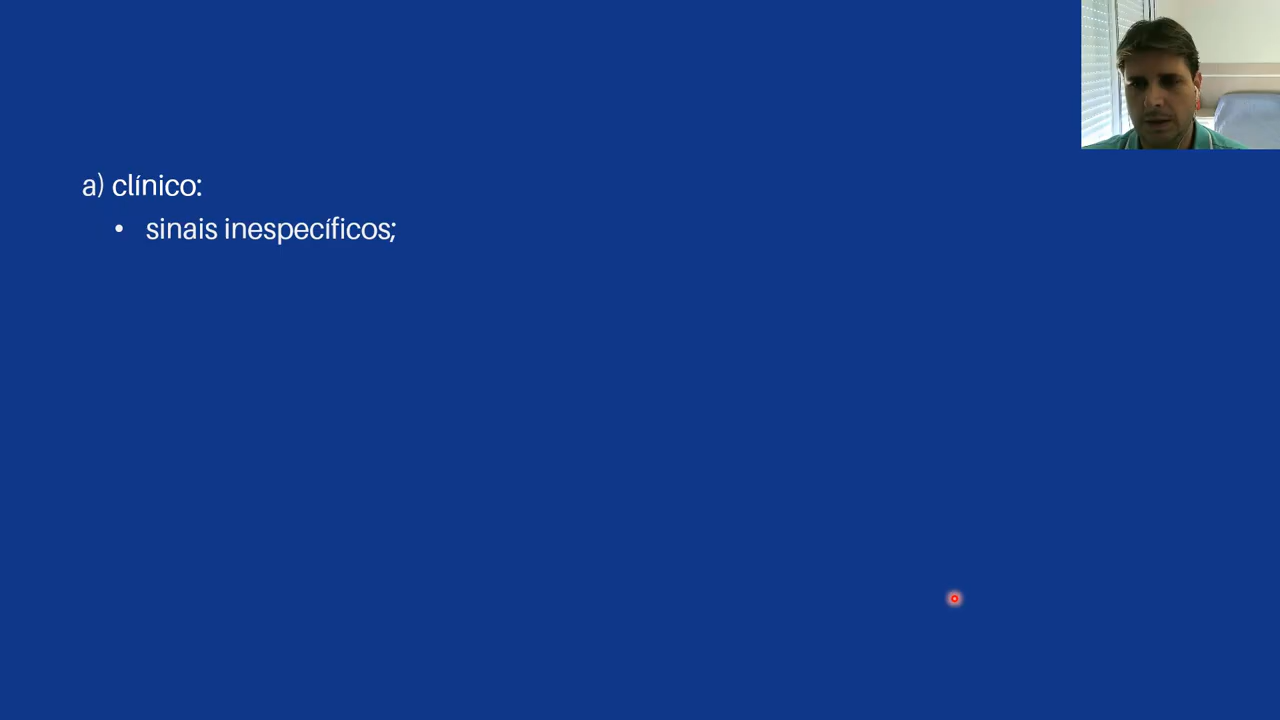 a) clínico:
• sinais inespecíficos;